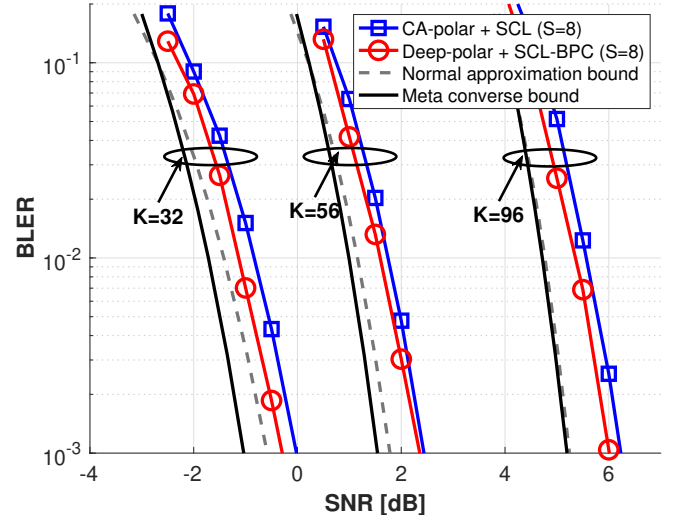 CA-polar + SCL (S=8)
Deep-polar + SCL-BPC (S=8)
Normal approximation bound
Meta converse bound
10^-1
10^-2
10^-3
BLER
K=32
K=56
K=96
-4
-2
0
2
4
6
SNR [dB]